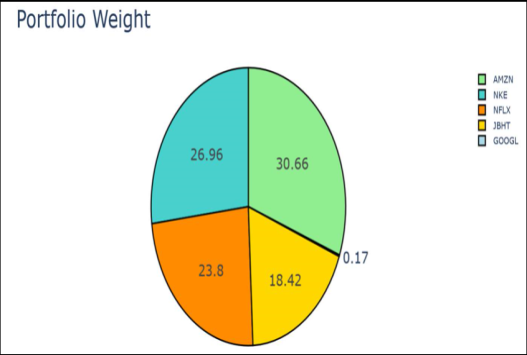 Portfolio Weight
AMZN
NKE
NFLX
JBHT
GOOGL
26.96
30.66
0.17
23.8
18.42